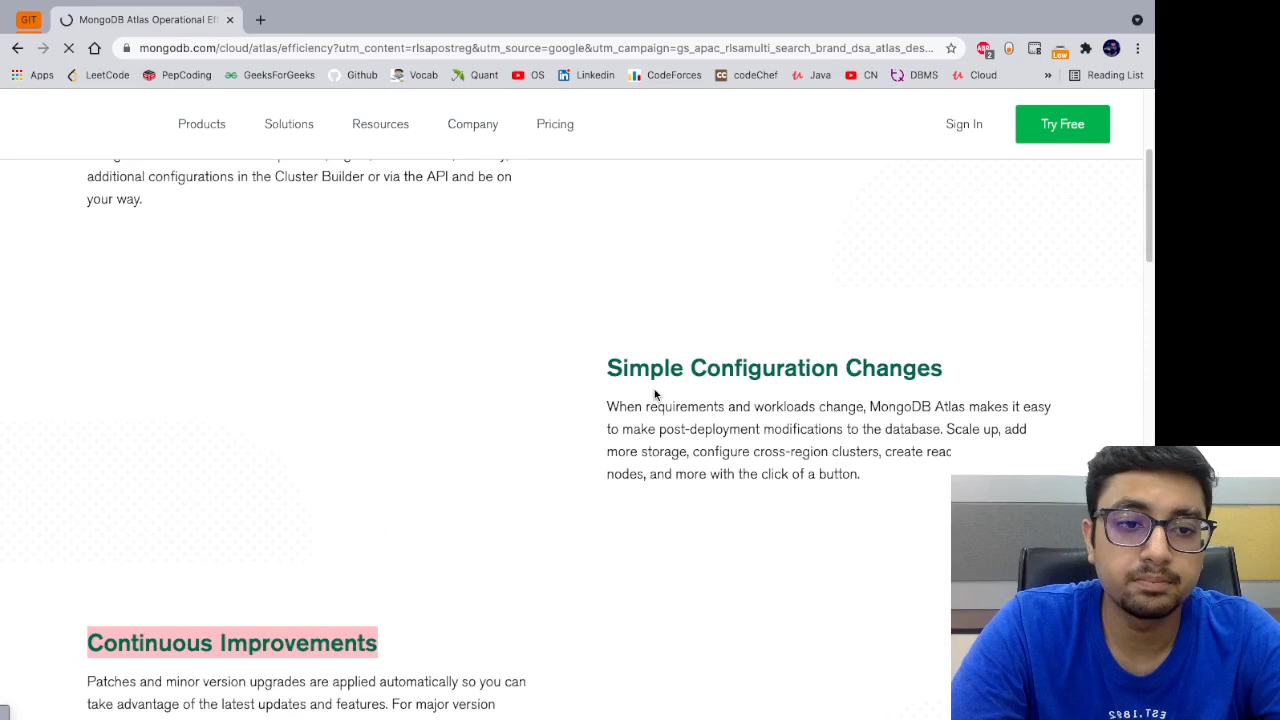 GIT
MongoDB Atlas Operational Eff
mongodb.com/cloud/atlas/efficiency?utm_content=rlsapostreg&utm_source=google&utm_campaign=gs_apac_rlsamulti_search_brand_dsa_atlas_des...
2
Low
Apps LeetCode PepCoding GeeksForGeeks Github Vocab Quant OS Linkedin CodeForces codeChef Java CN DBMS Cloud » Reading List
Products Solutions Resources Company Pricing Sign In Try Free
additional configurations in the Cluster Builder or via the API and be on
your way.
Simple Configuration Changes
When requirements and workloads change, MongoDB Atlas makes it easy
to make post-deployment modifications to the database. Scale up, add
more storage, configure cross-region clusters, create
nodes, and more with the click of a button.
Continuous Improvements
Patches and minor version upgrades are applied automatically so you can
take advantage of the latest updates and features. For major version
EST.1892